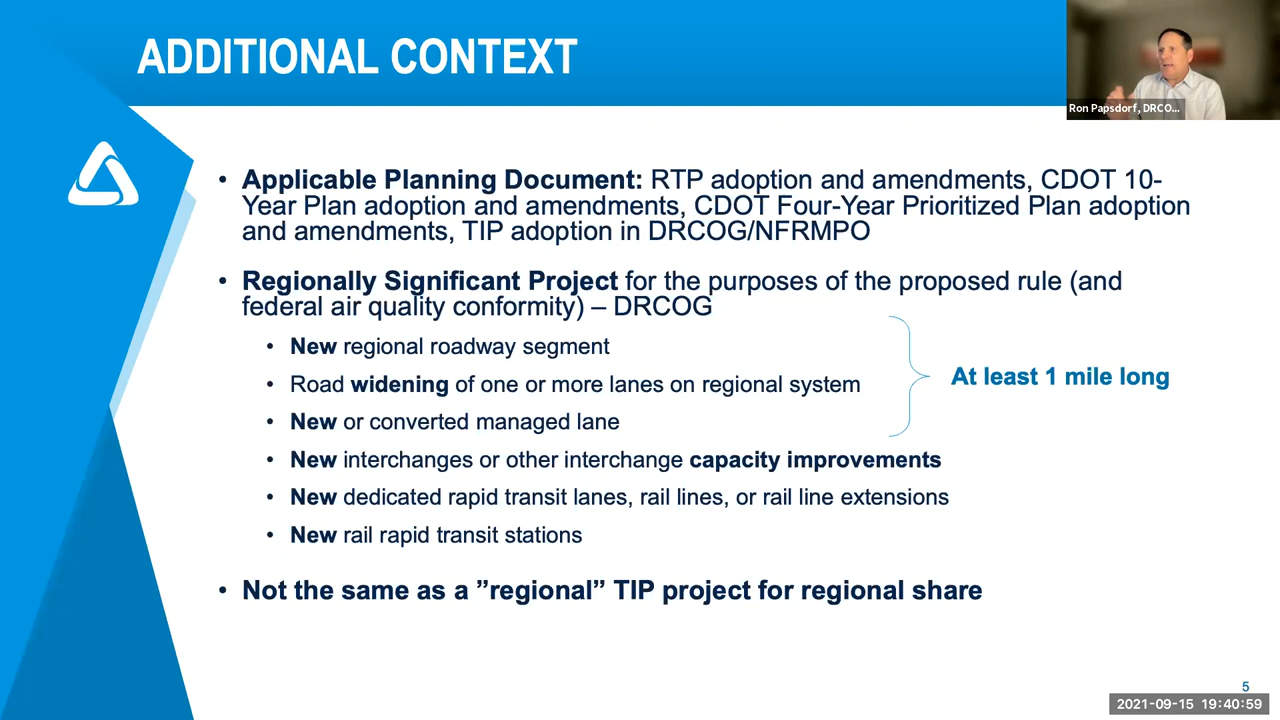 ADDITIONAL CONTEXT
Ron Papsdorf, DRCO...
• Applicable Planning Document: RTP adoption and amendments, CDOT 10-
Year Plan adoption and amendments, CDOT Four-Year Prioritized Plan adoption
and amendments, TIP adoption in DRCOG/NFRMPO
• Regionally Significant Project for the purposes of the proposed rule (and
federal air quality conformity) – DRCOG
• New regional roadway segment
• Road widening of one or more lanes on regional system
• New or converted managed lane
At least 1 mile long
• New interchanges or other interchange capacity improvements
• New dedicated rapid transit lanes, rail lines, or rail line extensions
• New rail rapid transit stations
• Not the same as a ”regional” TIP project for regional share
5
2021-09-15 19:40:59